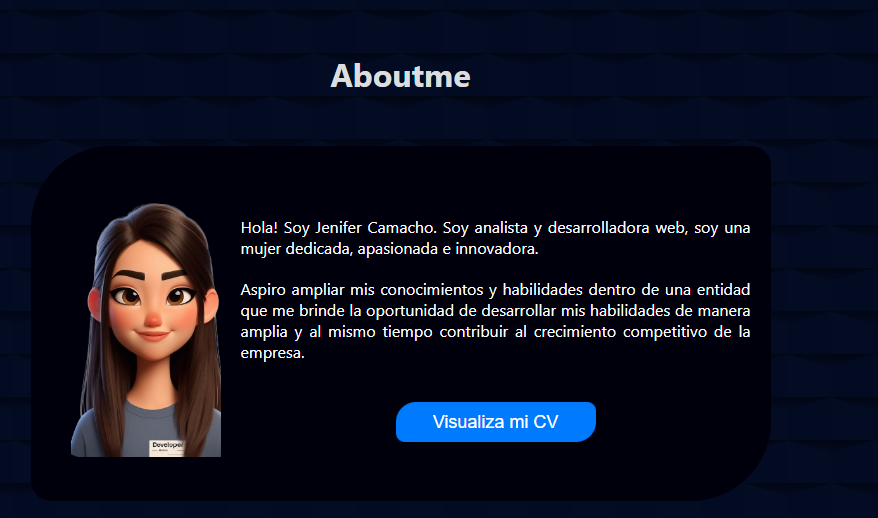 Aboutme
Hola! Soy Jenifer Camacho. Soy analista y desarrolladora web, soy una
mujer dedicada, apasionada e innovadora.
Aspiro ampliar mis conocimientos y habilidades dentro de una entidad
que me brinde la oportunidad de desarrollar mis habilidades de manera
amplia y al mismo tiempo contribuir al crecimiento competitivo de la
empresa.
Visualiza mi CV
Developer